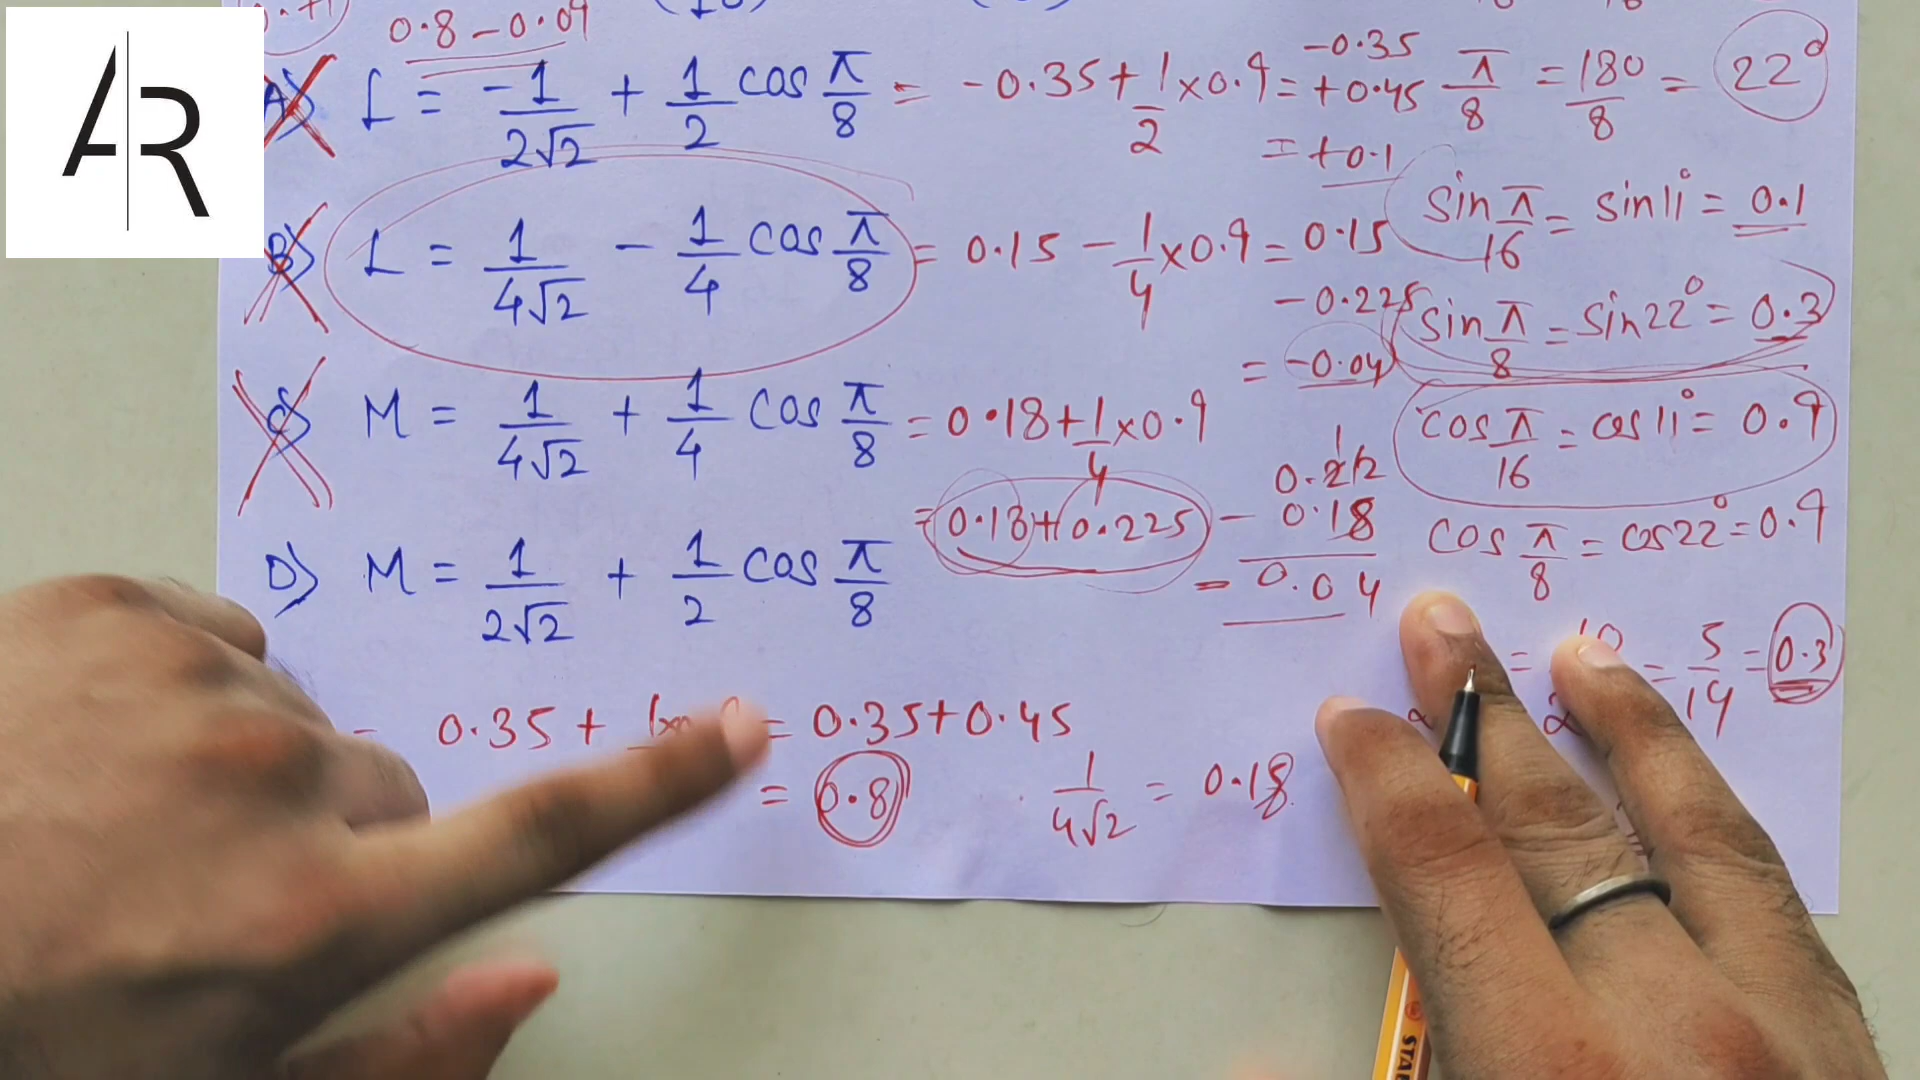 0.8 - 0.04
A) L = -1/2√2 + 1/2 cos π/8 = -0.35 + 1/2 × 0.9 = -0.35 + 0.45
= +0.1
π/8 = 180/8 = 22°
sin π/16 = sin 11° = 0.1
B) L = 1/4√2 - 1/4 cos π/8 = 0.15 - 1/4 × 0.9 = 0.15 - 0.225
= -0.04
sin π/8 = sin 22° = 0.3
C) M = 1/4√2 + 1/4 cos π/8 = 0.18 + 1/4 × 0.9
cos π/16 = cos 11° = 0.9
= 0.18 + 0.225
0.18
- 0.04
cos π/8 = cos 22° = 0.9
D) M = 1/2√2 + 1/2 cos π/8
= 5/14 = 0.3
0.35 + = 0.35 + 0.45
= 0.8
1/4√2 = 0.18
AR